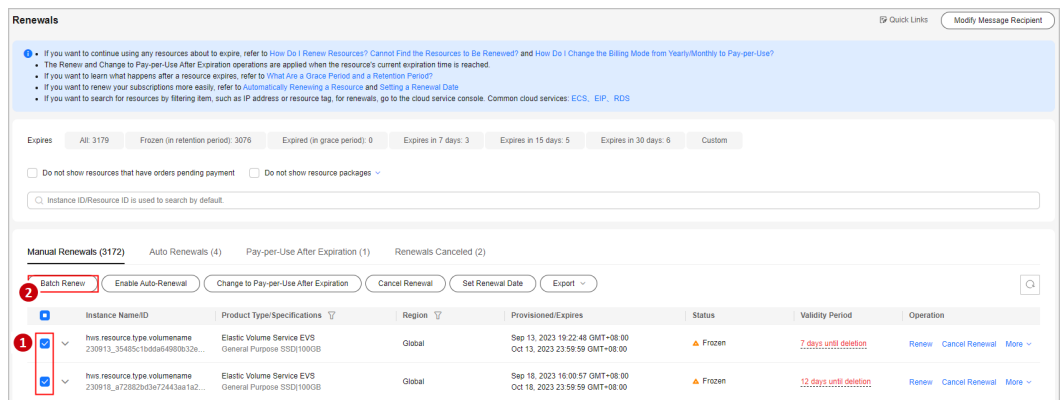 Renewals
Quick Links
Modify Message Recipient
If you want to continue using any resources about to expire, refer to How Do I Renew Resources? Cannot Find the Resources to Be Renewed? and How Do I Change the Billing Mode from Yearly/Monthly to Pay-per-Use?
The Renew and Change to Pay-per-Use After Expiration operations are applied when the resource's current expiration time is reached.
If you want to learn what happens after a resource expires, refer to What Are a Grace Period and a Retention Period?
If you want to renew your subscriptions more easily, refer to Automatically Renewing a Resource and Setting a Renewal Date
If you want to search for resources by filtering item, such as IP address or resource tag, for renewals, go to the cloud service console. Common cloud services: ECS、EIP、RDS
Expires All: 3179 Frozen (in retention period): 3076 Expired (in grace period): 0 Expires in 7 days: 3 Expires in 15 days: 5 Expires in 30 days: 6 Custom
Do not show resources that have orders pending payment Do not show resource packages
Instance ID/Resource ID is used to search by default.
Manual Renewals (3172) Auto Renewals (4) Pay-per-Use After Expiration (1) Renewals Canceled (2)
Batch Renew Enable Auto-Renewal Change to Pay-per-Use After Expiration Cancel Renewal Set Renewal Date Export
2
Instance Name/ID Product Type/Specifications Region Provisioned/Expires Status Validity Period Operation
1
hws.resource.type.volumename Elastic Volume Service EVS Global Sep 13, 2023 19:22:48 GMT+08:00 Frozen 7 days until deletion Renew Cancel Renewal More
230913_35485c1bdda64980b32e... General Purpose SSD|100GB Oct 13, 2023 23:59:59 GMT+08:00
hws.resource.type.volumename Elastic Volume Service EVS Global Sep 18, 2023 16:00:57 GMT+08:00 Frozen 12 days until deletion Renew Cancel Renewal More
230918_a72882bd3e72443aa1a2... General Purpose SSD|100GB Oct 18, 2023 23:59:59 GMT+08:00